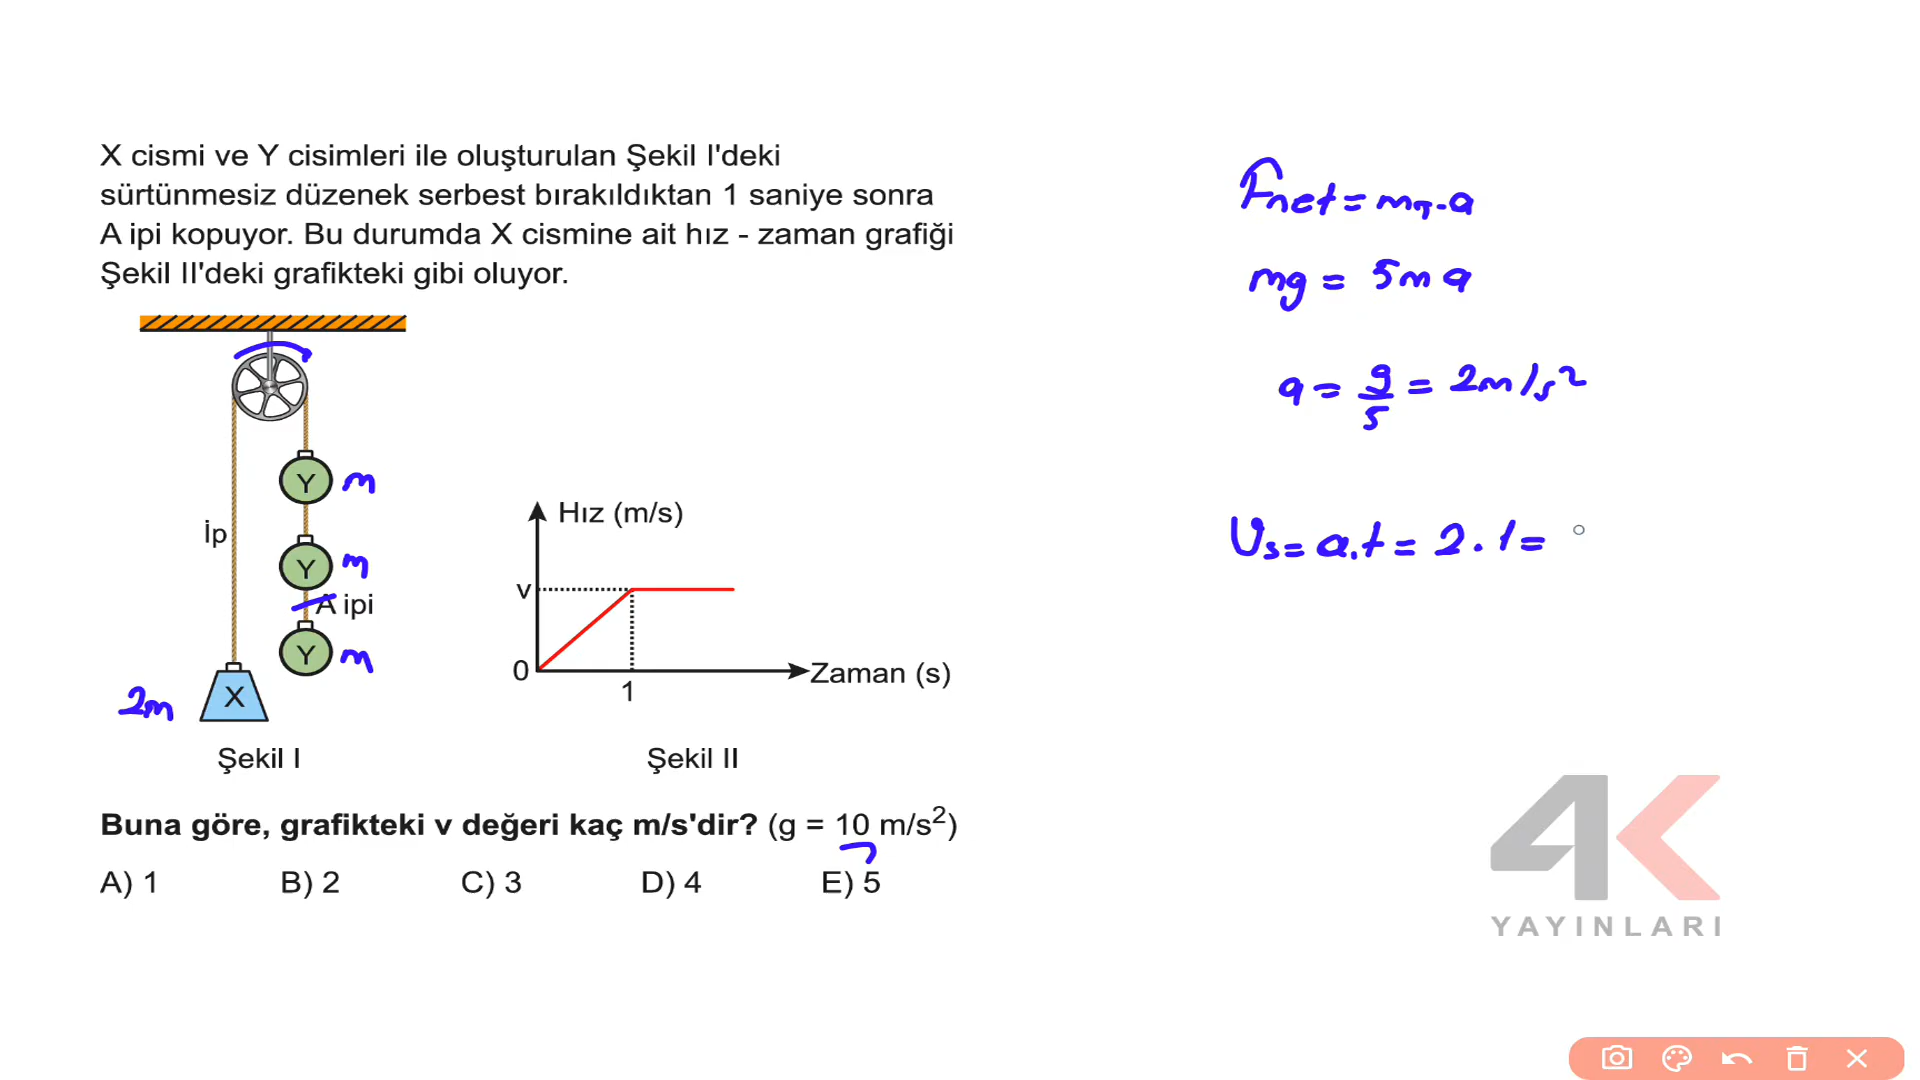 X cismi ve Y cisimleri ile oluşturulan Şekil I'deki
sürtünmesiz düzenek serbest bırakıldıktan 1 saniye sonra
A ipi kopuyor. Bu durumda X cismine ait hız - zaman grafiği
Şekil II'deki grafikteki gibi oluyor.
Y m
İp
Y m
A ipi
Y m
2m X
Şekil I
Hız (m/s)
v
0
1
Zaman (s)
Şekil II
Buna göre, grafikteki v değeri kaç m/s'dir? (g = 10 m/s²)
A) 1 B) 2 C) 3 D) 4 E) 5
Fnet = mT.a
mg = 5m a
a = g/5 = 2m/s²
Vs = a.t = 2.1 =
4K
YAYINLARI